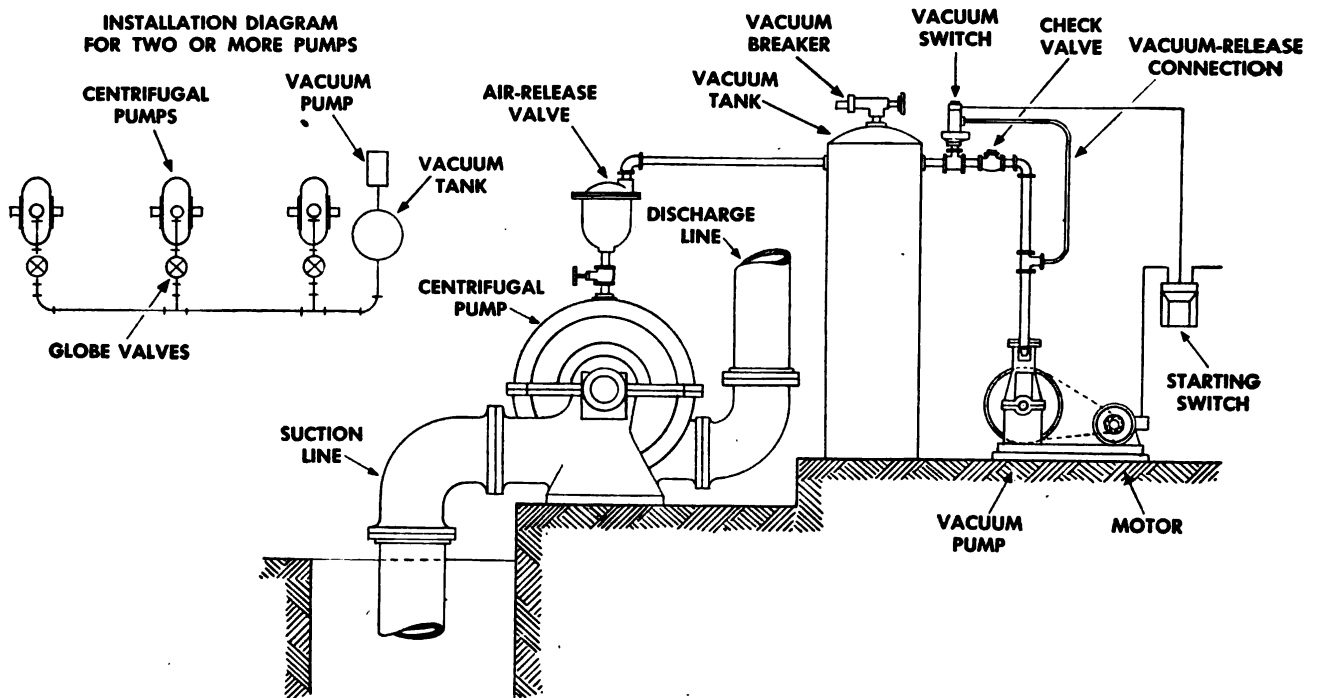 INSTALLATION DIAGRAM
FOR TWO OR MORE PUMPS
CENTRIFUGAL
PUMPS
VACUUM
PUMP
VACUUM
TANK
GLOBE VALVES
AIR-RELEASE
VALVE
CENTRIFUGAL
PUMP
SUCTION
LINE
DISCHARGE
LINE
VACUUM
BREAKER
VACUUM
TANK
VACUUM
SWITCH
CHECK
VALVE
VACUUM-RELEASE
CONNECTION
STARTING
SWITCH
VACUUM
PUMP
MOTOR